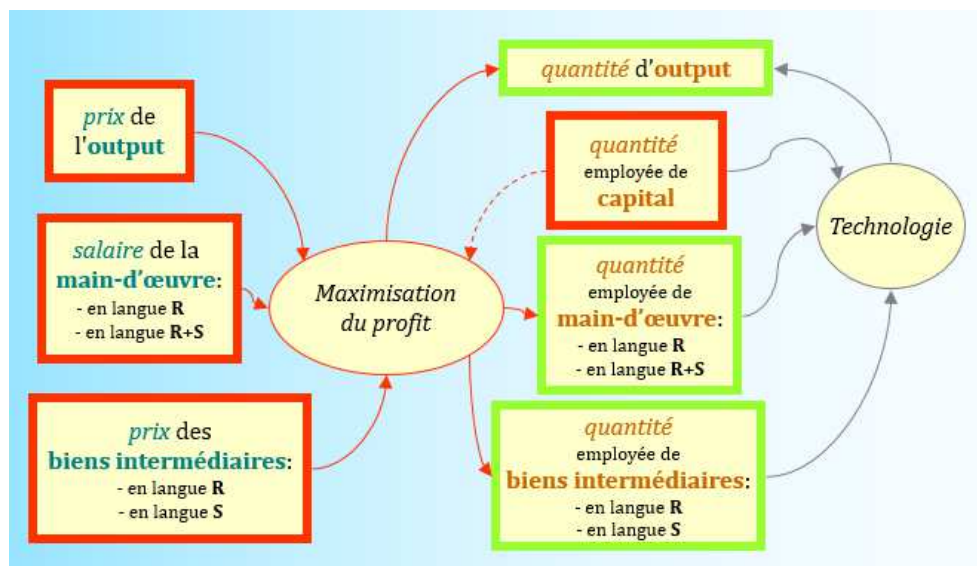 quantité d'output
prix de
l'output
quantité
employée de
capital
Technologie
salaire de la
main-d'œuvre:
- en langue R
- en langue R+S
Maximisation
du profit
quantité
employée de
main-d'œuvre:
- en langue R
- en langue R+S
prix des
biens intermédiaires:
- en langue R
- en langue S
quantité
employée de
biens intermédiaires:
- en langue R
- en langue S